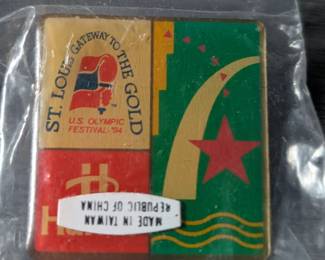 ST. LOUIS GATEWAY TO THE GOLD
U.S. OLYMPIC
FESTIVAL-'94
MADE IN TAIWAN
REPUBLIC OF CHINA